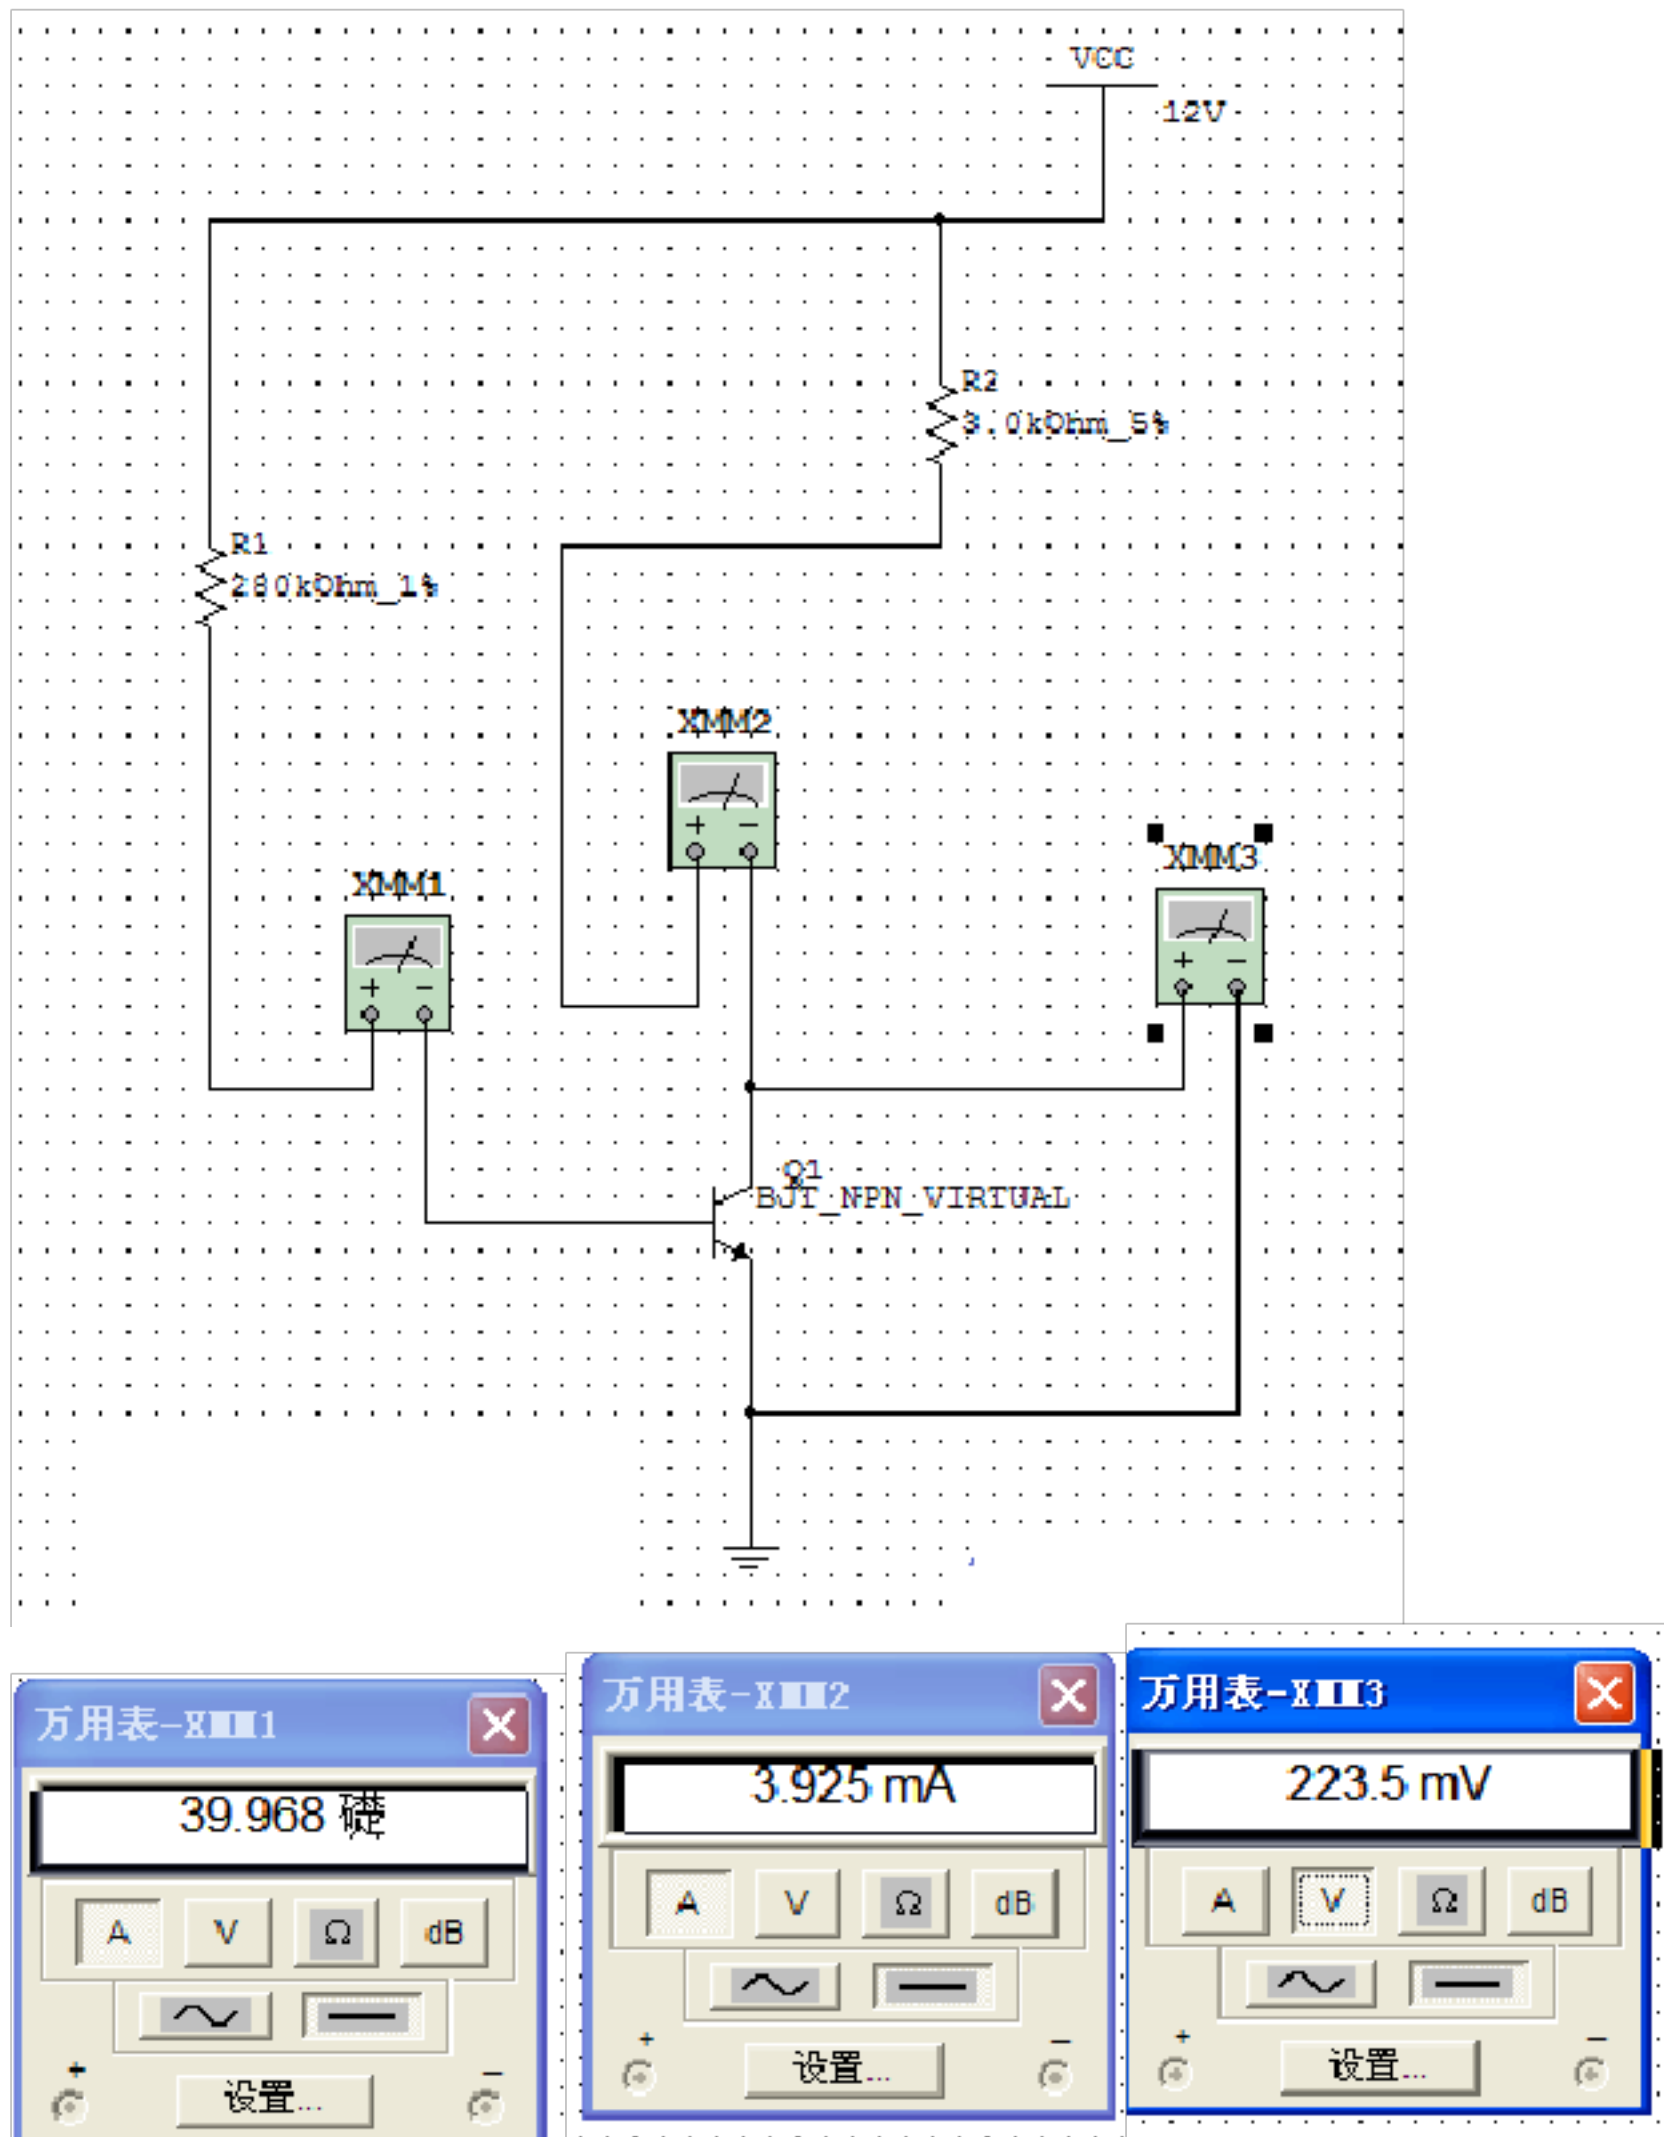 VCC
12V
R2
3.0kOhm_5%
R1
280kOhm_1%
XMM2
XMM3
XMM1
Q1
BJT_NPN_VIRTUAL
万用表-XMM1
39.968 礎
A V Ω dB
设置...
万用表-XMM2
3.925 mA
A V Ω dB
设置...
万用表-XMM3
223.5 mV
A V Ω dB
设置...